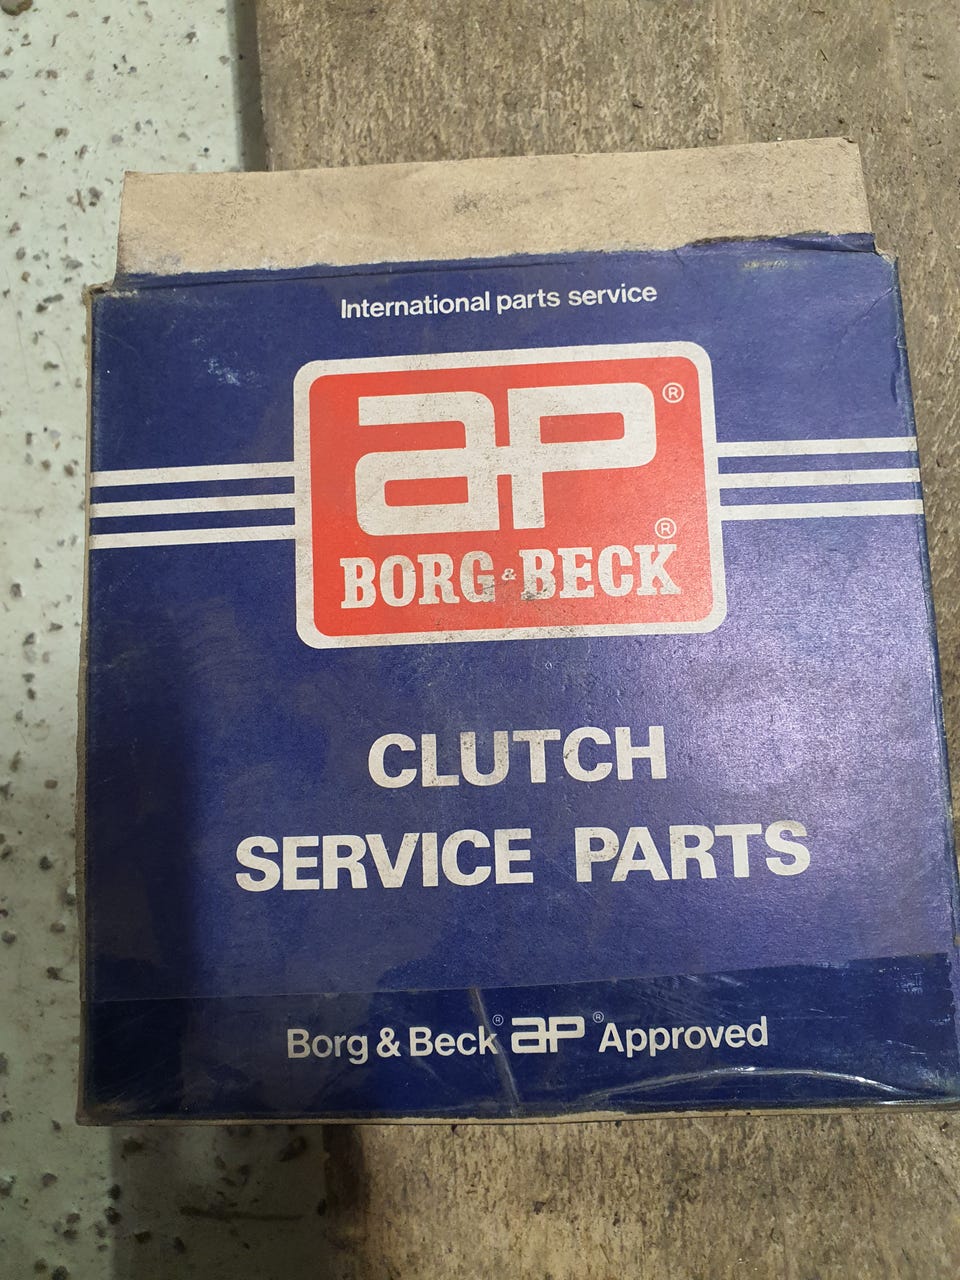 International parts service
ap®
®
BORG & BECK
CLUTCH
SERVICE PARTS
Borg & Beck® ap® Approved